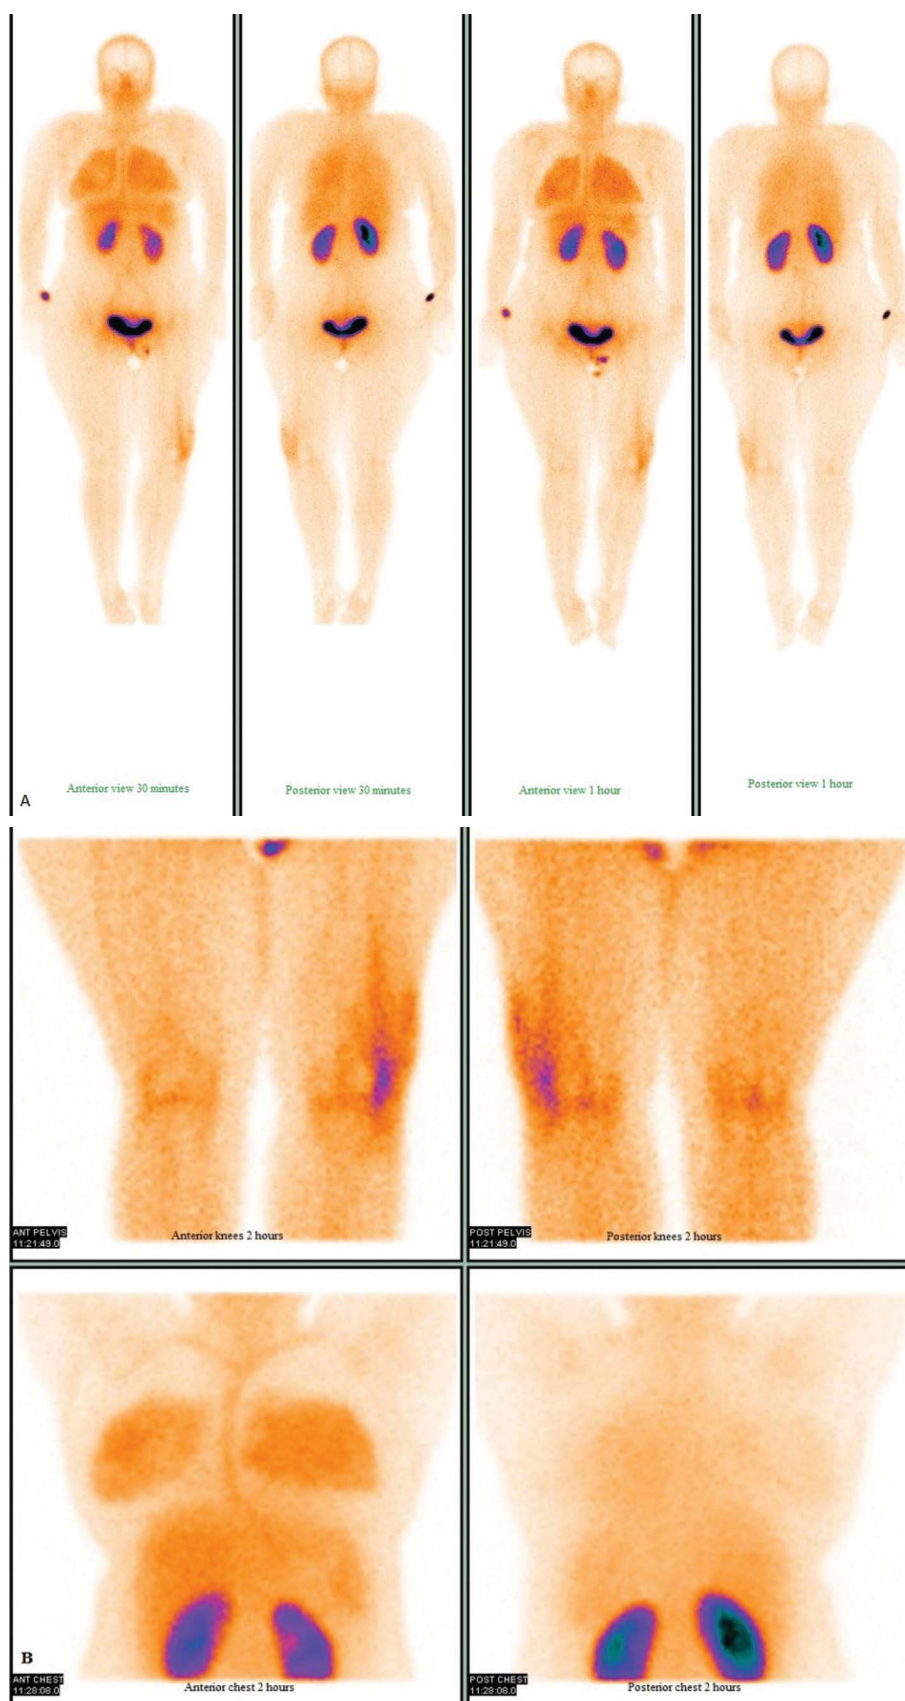 Anterior view 30 minutes
Posterior view 30 minutes
Anterior view 1 hour
Posterior view 1 hour
A
ANT PELVIS
11:21:49.0
Anterior knees 2 hours
POST PELVIS
11:21:49.0
Posterior knees 2 hours
B
ANT CHEST
11:28:08.0
Anterior chest 2 hours
POST CHEST
11:28:08.0
Posterior chest 2 hours